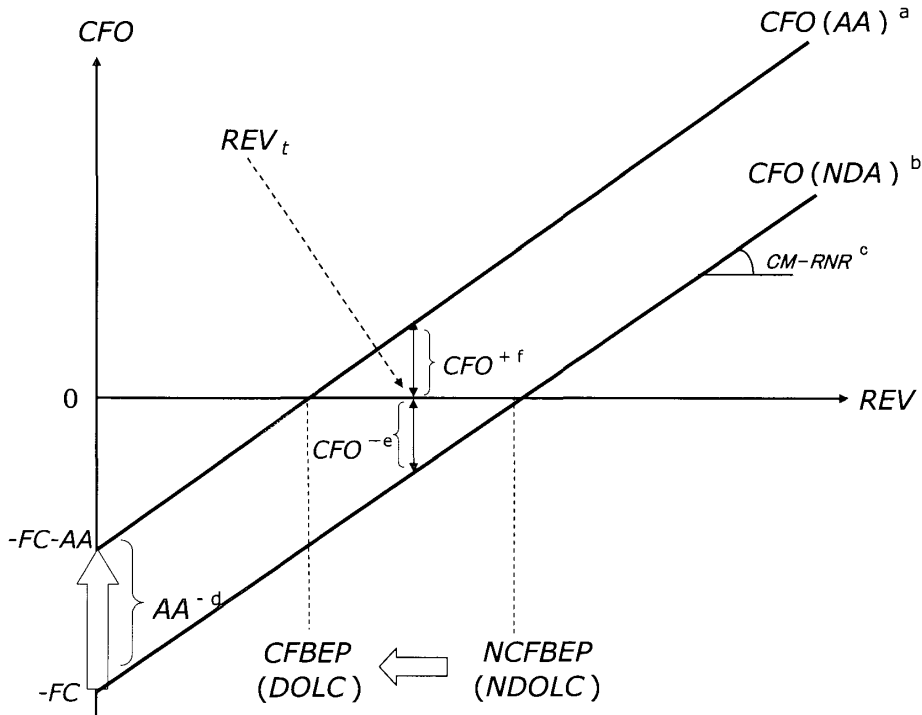 CFO
CFO (AA) a
REV t
CFO (NDA) b
CM-RNR c
CFO + f
0
REV
CFO -e
-FC-AA
AA - d
CFBEP
(DOLC)
NCFBEP
(NDOLC)
-FC